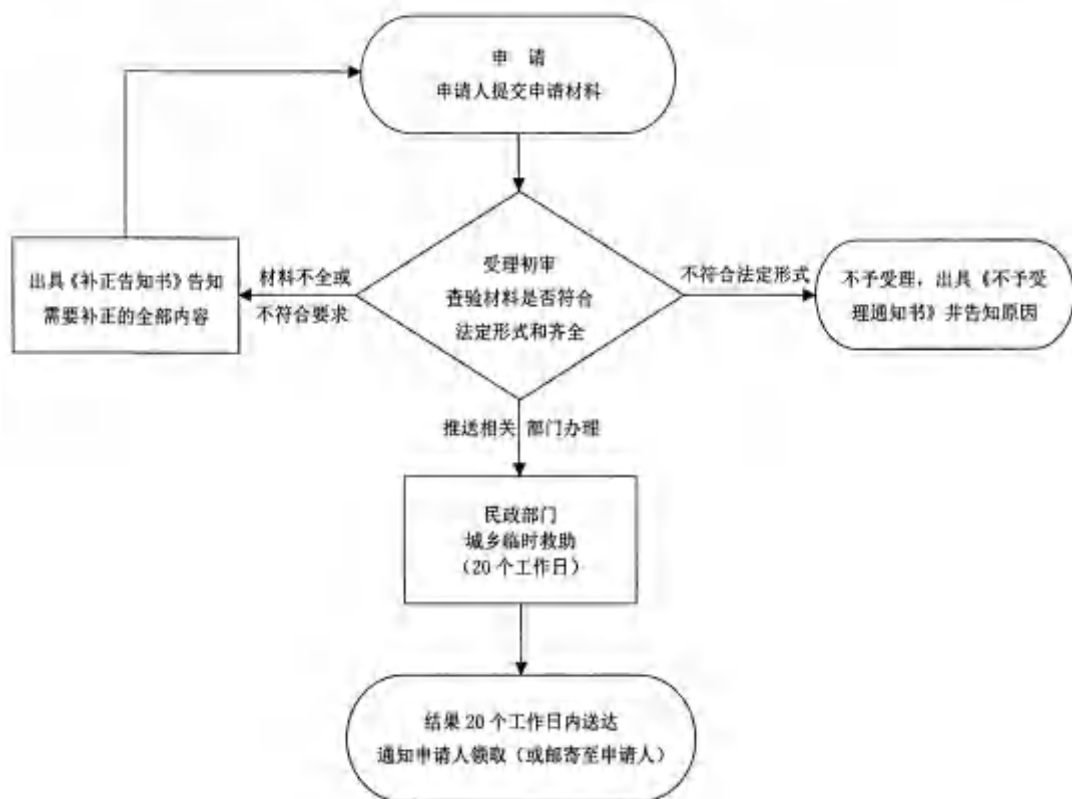 申 请
申请人提交申请材料
出具《补正告知书》告知
需要补正的全部内容
材料不全或
不符合要求
受理初审
查验材料是否符合
法定形式和齐全
不符合法定形式
不予受理，出具《不予受
理通知书》并告知原因
推送相关 部门办理
民政部门
城乡临时救助
（20 个工作日）
结果 20 个工作日内送达
通知申请人领取（或邮寄至申请人）